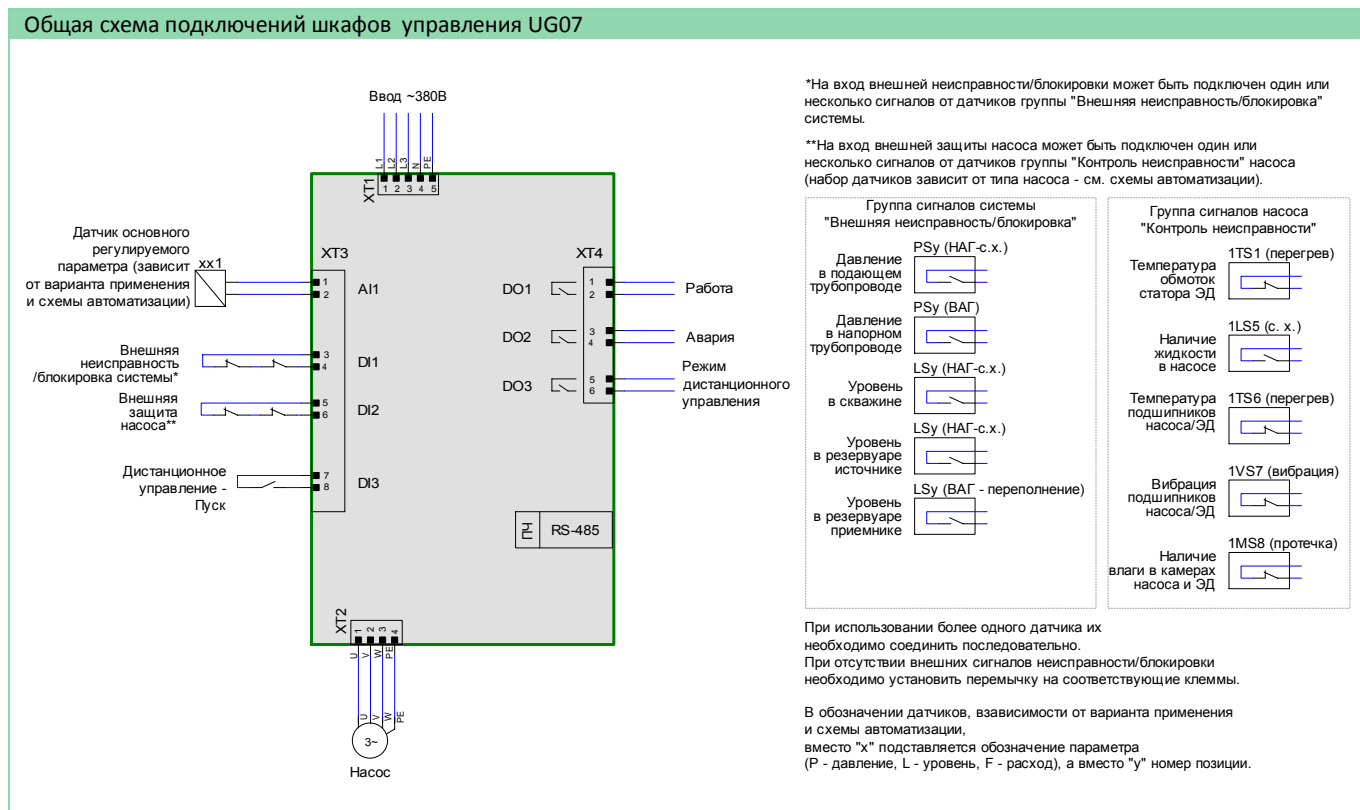 Общая схема подключений шкафов управления UG07
Ввод ~380В
L1
L2
L3
N
PE
XT1
1 2 3 4 5
Датчик основного
регулируемого
параметра (зависит
от варианта применения
и схемы автоматизации)
xx1
XT3
1
2
AI1
Внешняя
неисправность
/блокировка системы*
3
4
DI1
Внешняя
защита
насоса**
5
6
DI2
Дистанционное
управление -
Пуск
7
8
DI3
XT4
DO1
1
2
Работа
DO2
3
4
Авария
DO3
5
6
Режим
дистанционного
управления
ПЧ
RS-485
XT2
1
2
3
4
U
V
W
PE
U
V
W
PE
3~
Насос
*На вход внешней неисправности/блокировки может быть подключен один или
несколько сигналов от датчиков группы "Внешняя неисправность/блокировка"
системы.
**На вход внешней защиты насоса может быть подключен один или
несколько сигналов от датчиков группы "Контроль неисправности" насоса
(набор датчиков зависит от типа насоса - см. схемы автоматизации).
Группа сигналов системы
"Внешняя неисправность/блокировка"
PSy (НАГ-с.х.)
Давление
в подающем
трубопроводе
PSy (ВАГ)
Давление
в напорном
трубопроводе
LSy (НАГ-с.х.)
Уровень
в скважине
LSy (НАГ-с.х.)
Уровень
в резервуаре
источнике
LSy (ВАГ - переполнение)
Уровень
в резервуаре
приемнике
Группа сигналов насоса
"Контроль неисправности"
1TS1 (перегрев)
Температура
обмоток
статора ЭД
1LS5 (с. х.)
Наличие
жидкости
в насосе
1TS6 (перегрев)
Температура
подшипников
насоса/ЭД
1VS7 (вибрация)
Вибрация
подшипников
насоса/ЭД
1MS8 (протечка)
Наличие
влаги в камерах
насоса и ЭД
При использовании более одного датчика их
необходимо соединить последовательно.
При отсутствии внешних сигналов неисправности/блокировки
необходимо установить перемычку на соответствующие клеммы.
В обозначении датчиков, взависимости от варианта применения
и схемы автоматизации,
вместо "х" подставляется обозначение параметра
(P - давление, L - уровень, F - расход), а вместо "у" номер позиции.